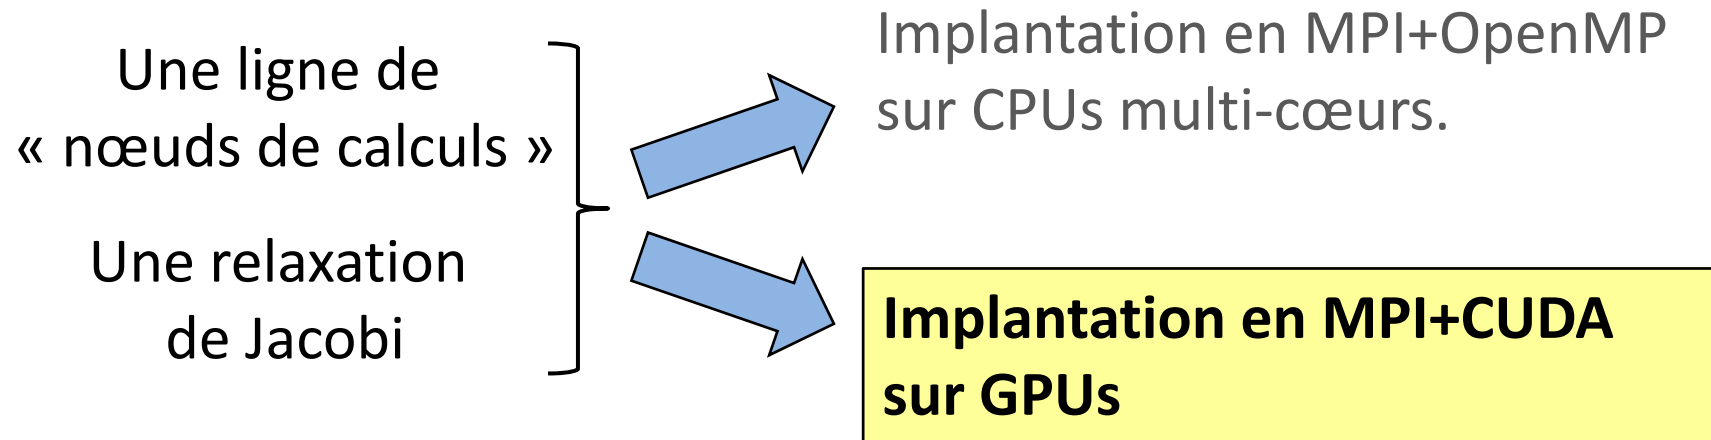 Une ligne de
« nœuds de calculs »
Une relaxation
de Jacobi
Implantation en MPI+OpenMP
sur CPUs multi-cœurs.
Implantation en MPI+CUDA
sur GPUs